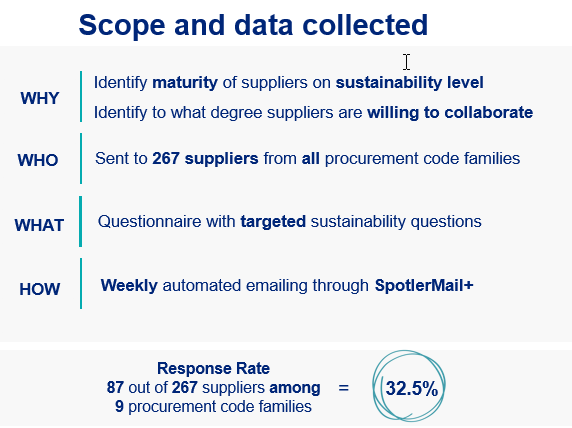 Scope and data collected
WHY
Identify maturity of suppliers on sustainability level
Identify to what degree suppliers are willing to collaborate
WHO
Sent to 267 suppliers from all procurement code families
WHAT
Questionnaire with targeted sustainability questions
HOW
Weekly automated emailing through SpotlerMail+
Response Rate
87 out of 267 suppliers among
9 procurement code families
=
32.5%